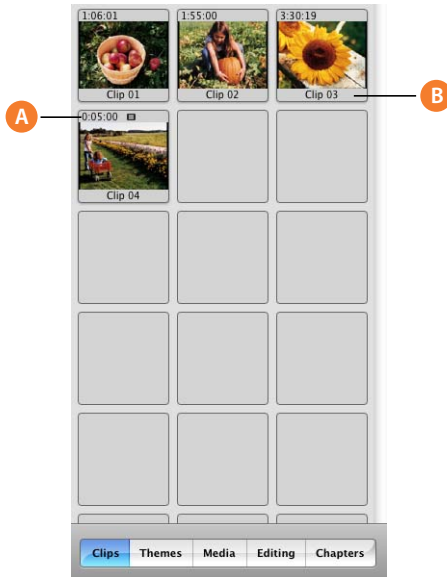 1:06:01 1:55:00 3:30:19
Clip 01 Clip 02 Clip 03
B
A
0:05:00
Clip 04
Clips Themes Media Editing Chapters